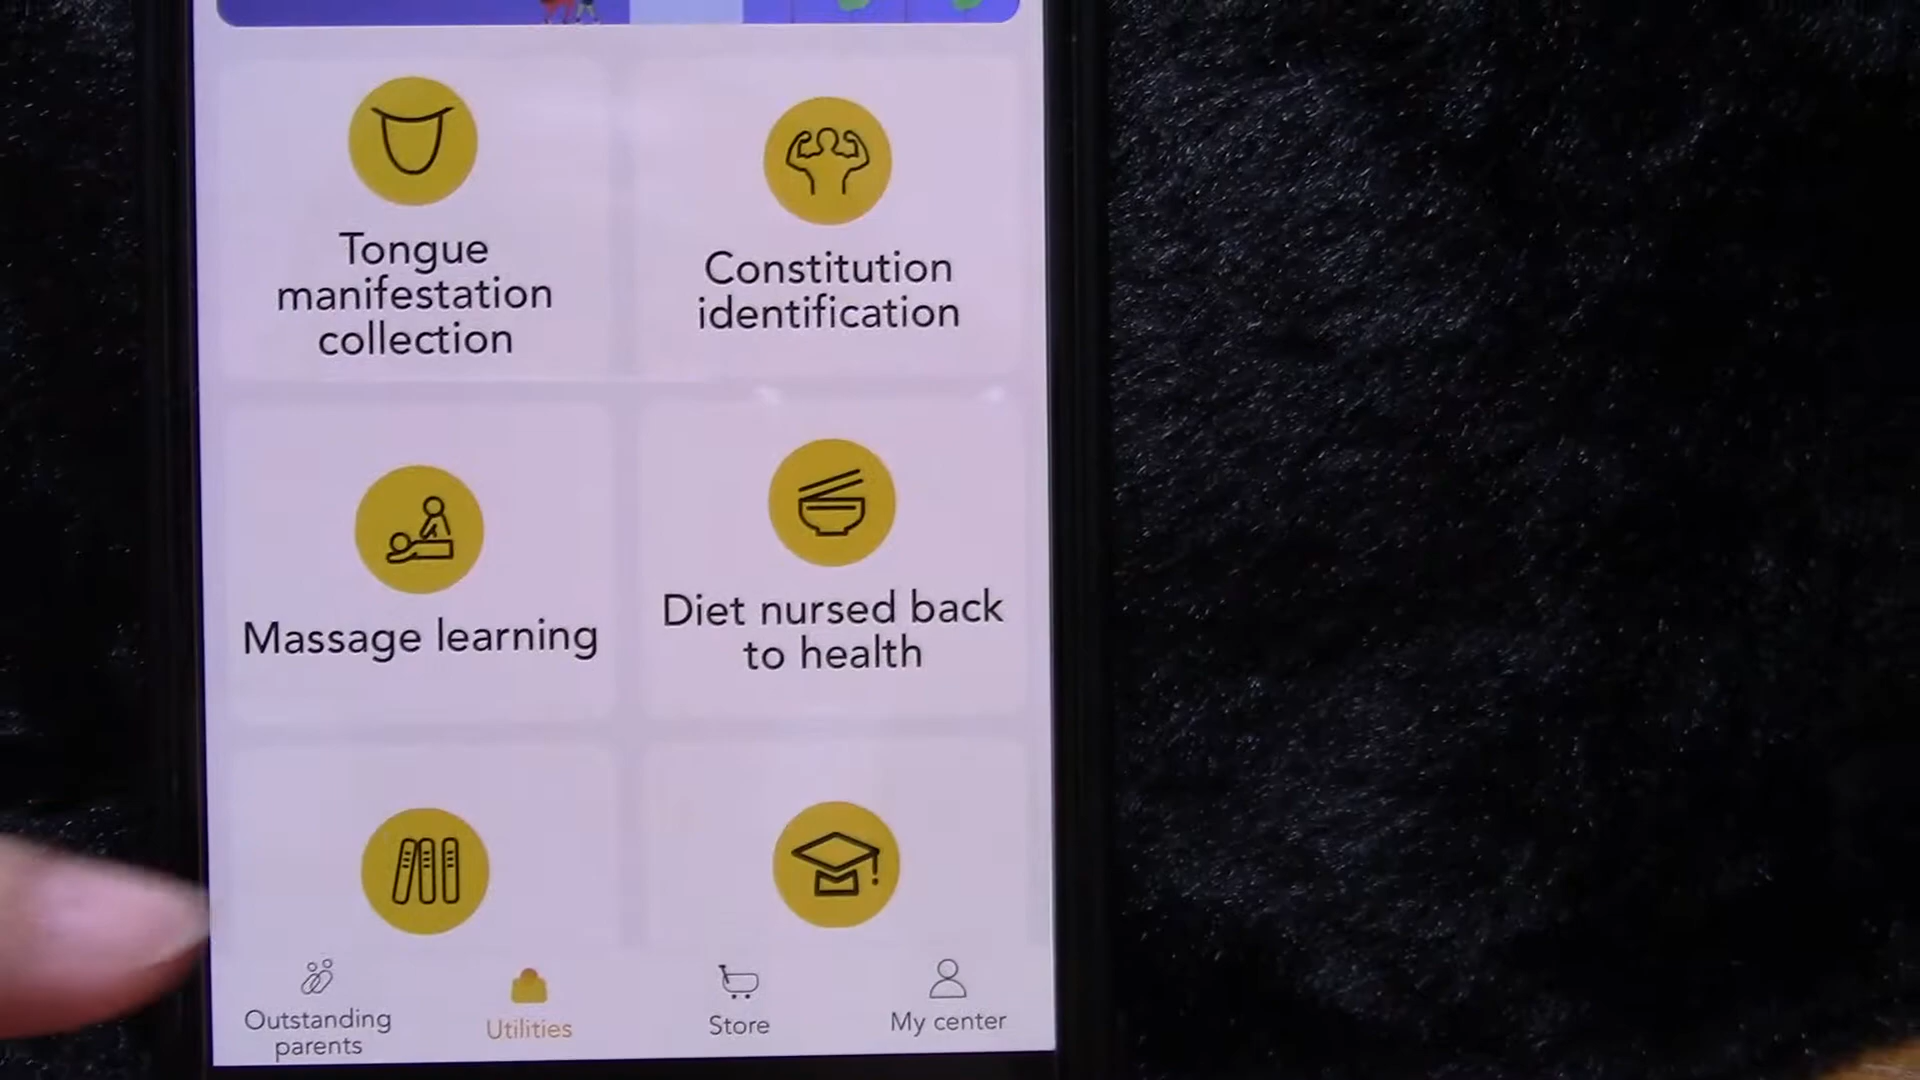 Tongue
manifestation
collection
Constitution
identification
Massage learning
Diet nursed back
to health
Outstanding
parents
Utilities
Store
My center